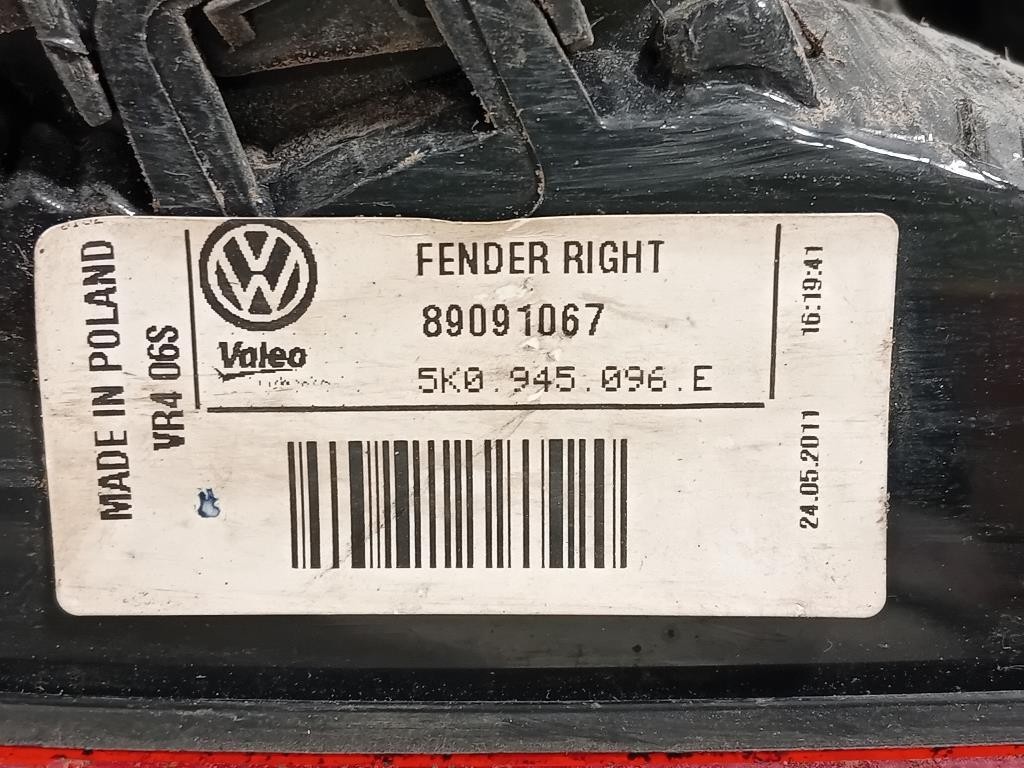 MADE IN POLAND
VR4 06S
Valeo
FENDER RIGHT
89091067
5K0.945.096.E
16:19:41
24.05.2011